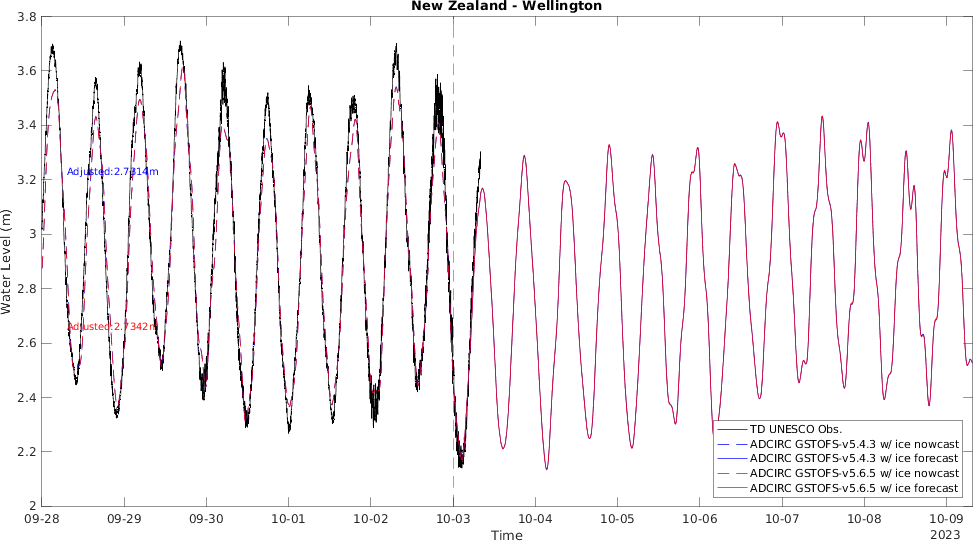 New Zealand - Wellington
3.8
3.6
3.4
3.2
3
2.8
2.6
2.4
2.2
2
Water Level (m)
Adjusted:2.7314m
Adjusted:2.7342m
TD UNESCO Obs.
ADCIRC GSTOFS-v5.4.3 w/ ice nowcast
ADCIRC GSTOFS-v5.4.3 w/ ice forecast
ADCIRC GSTOFS-v5.6.5 w/ ice nowcast
ADCIRC GSTOFS-v5.6.5 w/ ice forecast
09-28 09-29 09-30 10-01 10-02 10-03 10-04 10-05 10-06 10-07 10-08 10-09
2023
Time